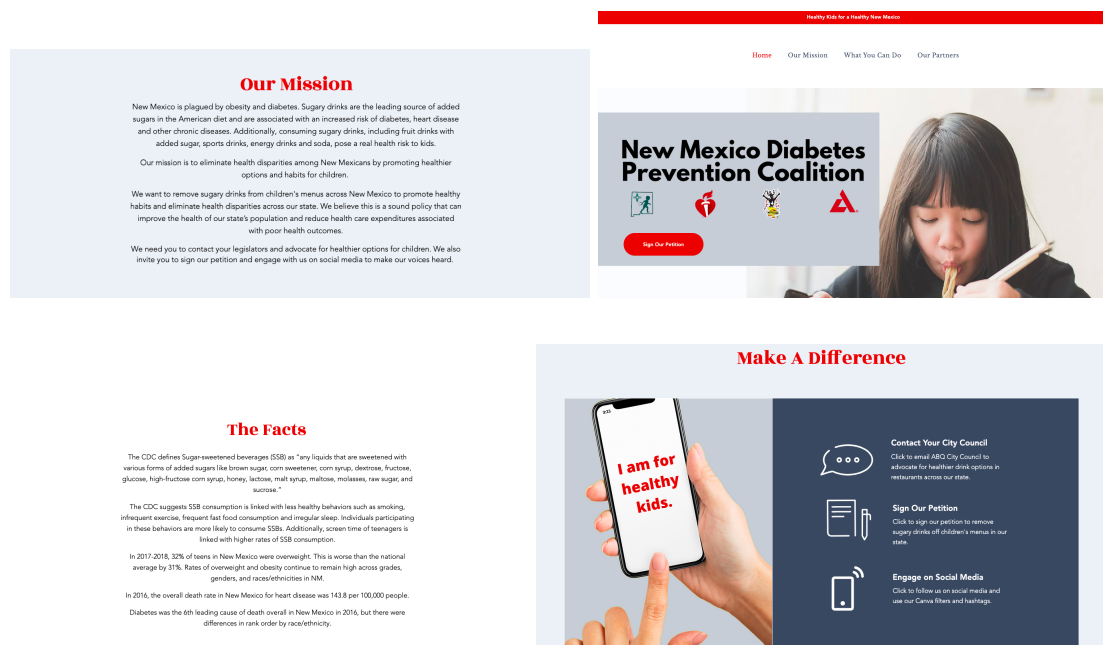 Healthy Kids for a Healthy New Mexico
Home Our Mission What You Can Do Our Partners
Our Mission
New Mexico is plagued by obesity and diabetes. Sugary drinks are the leading source of added
sugars in the American diet and are associated with an increased risk of diabetes, heart disease
and other chronic diseases. Additionally, consuming sugary drinks, including fruit drinks with
added sugar, sports drinks, energy drinks and soda, pose a real health risk to kids.
Our mission is to eliminate health disparities among New Mexicans by promoting healthier
options and habits for children.
We want to remove sugary drinks from children's menus across New Mexico to promote healthy
habits and eliminate health disparities across our state. We believe this is a sound policy that can
improve the health of our state's population and reduce health care expenditures associated
with poor health outcomes.
We need you to contact your legislators and advocate for healthier options for children. We also
invite you to sign our petition and engage with us on social media to make our voices heard.
New Mexico Diabetes
Prevention Coalition
Sign Our Petition
The Facts
The CDC defines Sugar-sweetened beverages (SSB) as "any liquids that are sweetened with
various forms of added sugars like brown sugar, corn sweetener, corn syrup, dextrose, fructose,
glucose, high-fructose corn syrup, honey, lactose, malt syrup, maltose, molasses, raw sugar, and
sucrose."
The CDC suggests SSB consumption is linked with less healthy behaviors such as smoking,
infrequent exercise, frequent fast food consumption and irregular sleep. Individuals participating
in these behaviors are more likely to consume SSBs. Additionally, screen time of teenagers is
linked with higher rates of SSB consumption.
In 2017-2018, 32% of teens in New Mexico were overweight. This is worse than the national
average by 31%. Rates of overweight and obesity continue to remain high across grades,
genders, and races/ethnicities in NM.
In 2016, the overall death rate in New Mexico for heart disease was 143.8 per 100,000 people.
Diabetes was the 6th leading cause of death overall in New Mexico in 2016, but there were
differences in rank order by race/ethnicity.
Make A Difference
I am for
healthy
kids.
Contact Your City Council
Click to email ABQ City Council to
advocate for healthier drink options in
restaurants across our state.
Sign Our Petition
Click to sign our petition to remove
sugary drinks off children's menus in our
state.
Engage on Social Media
Click to follow us on social media and
use our Canva filters and hashtags.